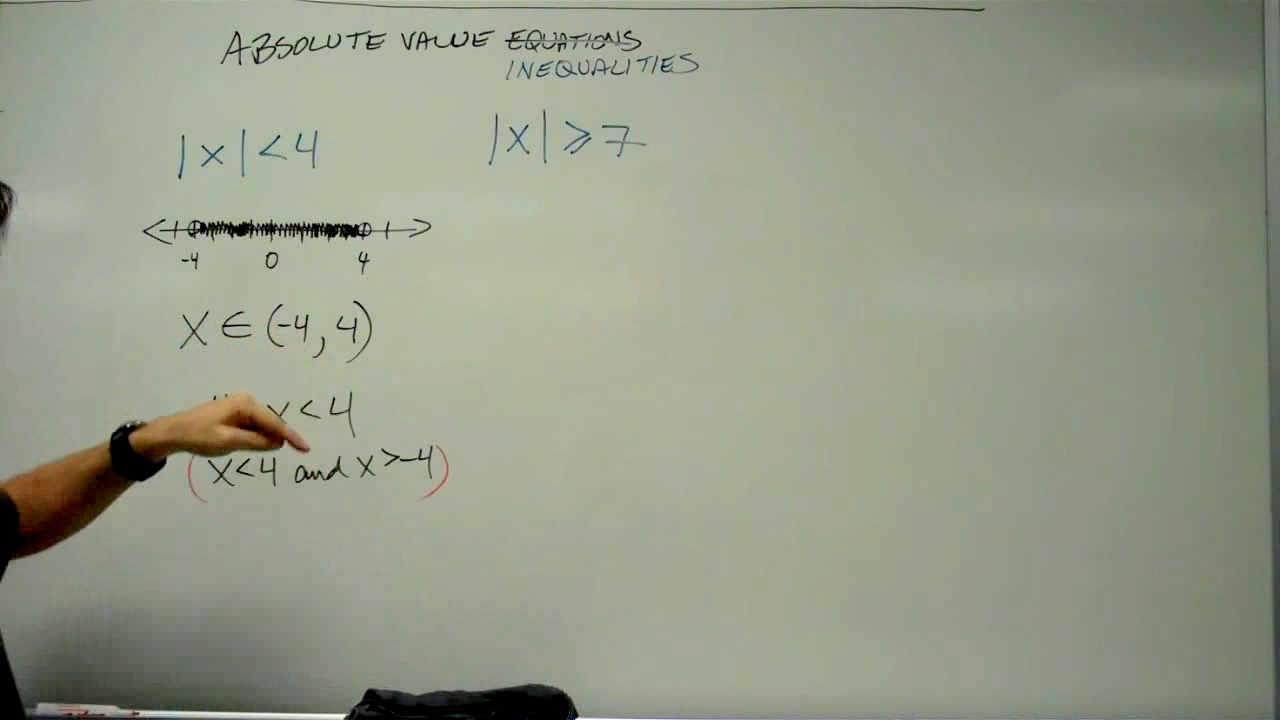 ABSOLUTE VALUE EQUATIONS
INEQUALITIES
|x| < 4
-4 0 4
X ∈ (-4, 4)
x < 4
(x < 4 and x > -4)
|x| ⩾ 7